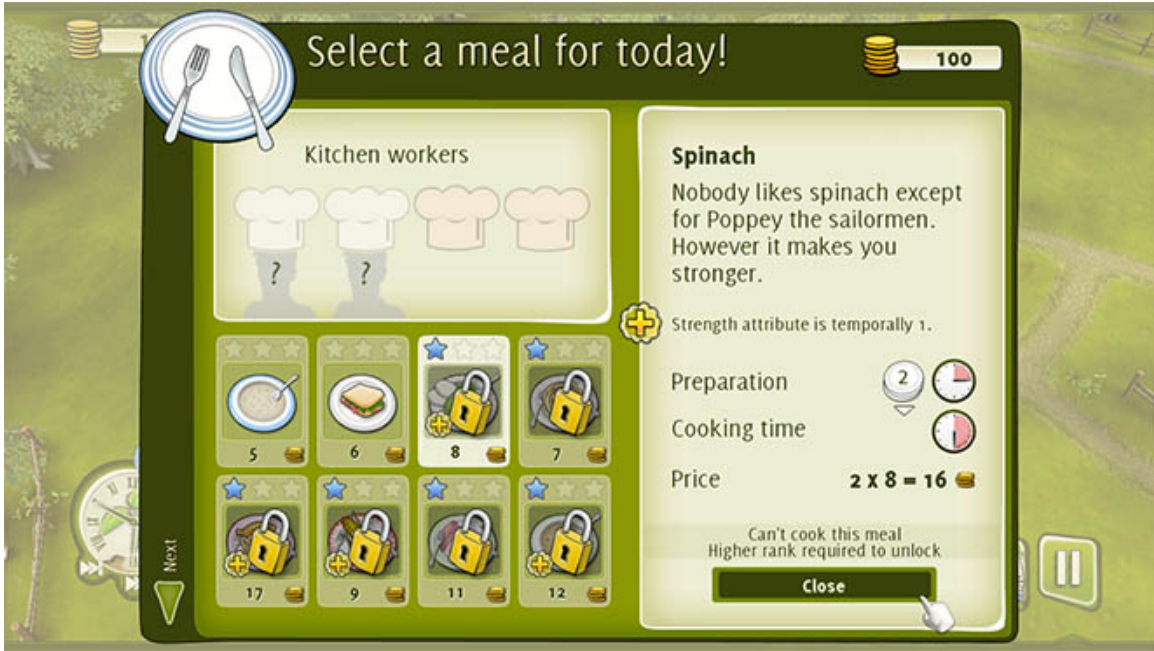 Select a meal for today!
100
Kitchen workers
? ?
Spinach
Nobody likes spinach except
for Poppey the sailormen.
However it makes you
stronger.
Strength attribute is temporally 1.
Preparation 2
Cooking time
Price 2 x 8 = 16
Can't cook this meal
Higher rank required to unlock
Close
5 6 8 7
17 9 11 12
Next